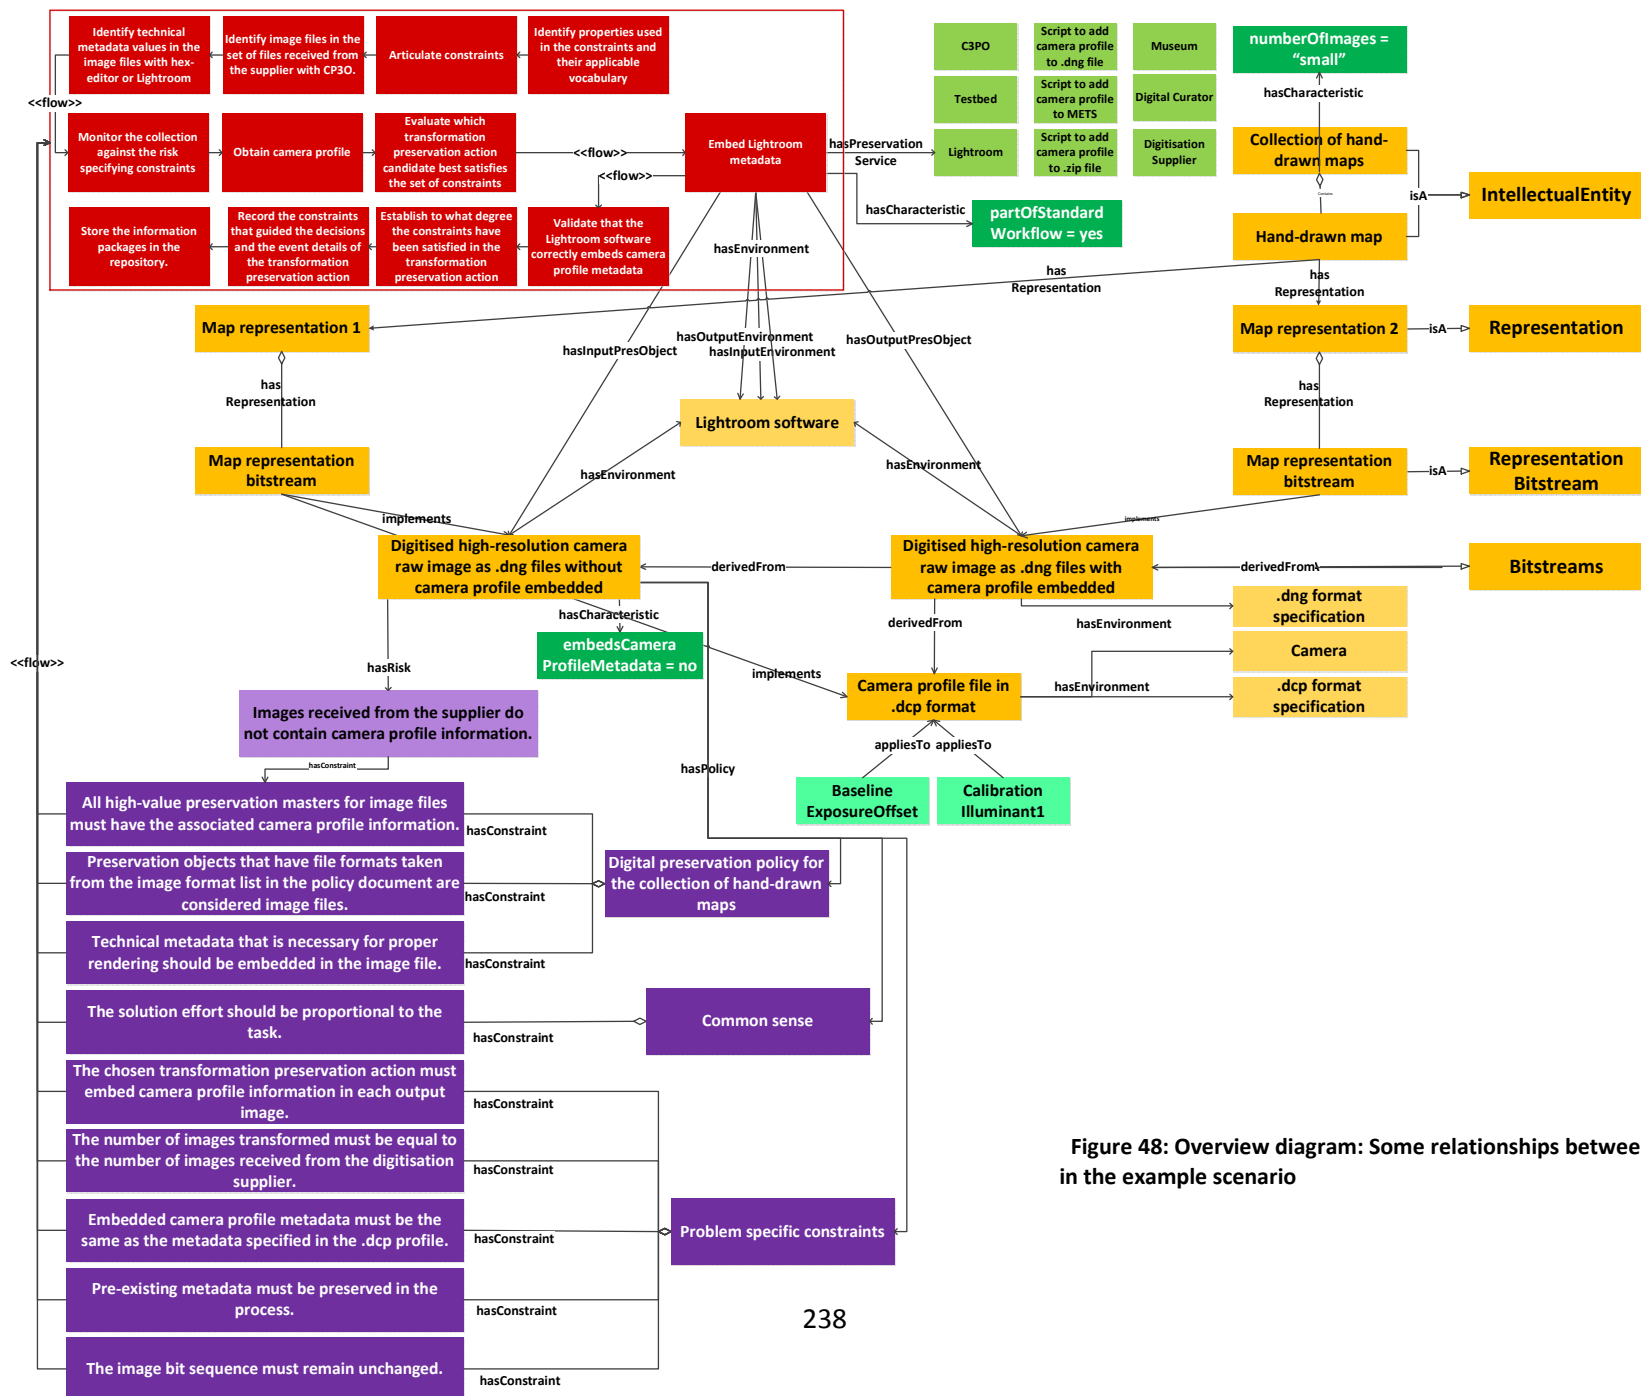 Identify technical
metadata values in the
image files with hex-
editor or Lightroom
Identify image files in the
set of files received from
the supplier with CP3O.
Articulate constraints
Identify properties used
in the constraints and
their applicable
vocabulary
<<flow>>
Monitor the collection
against the risk
specifying constraints
Obtain camera profile
Evaluate which
transformation
preservation action
candidate best satisfies
the set of constraints
<<flow>>
<<flow>>
Embed Lightroom
metadata
Store the information
packages in the
repository.
Record the constraints
that guided the decisions
and the event details of
the transformation
preservation action
Establish to what degree
the constraints have
been satisfied in the
transformation
preservation action
Validate that the
Lightroom software
correctly embeds camera
profile metadata
hasPreservation
Service
C3PO
Script to add
camera profile
to .dng file
Museum
Testbed
Script to add
camera profile
to METS
Digital Curator
Lightroom
Script to add
camera profile
to .zip file
Digitisation
Supplier
hasCharacteristic
partOfStandard
Workflow = yes
numberOfImages =
“small”
hasCharacteristic
Collection of hand-
drawn maps
Contains
isA
IntellectualEntity
Hand-drawn map
hasEnvironment
has
Representation
has
Representation
Map representation 1
Map representation 2
isA
Representation
hasInputPresObject
hasOutputEnvironment
hasInputEnvironment
hasOutputPresObject
has
Representation
has
Representation
Lightroom software
Map representation
bitstream
hasEnvironment
hasEnvironment
Map representation
bitstream
isA
Representation
Bitstream
implements
implements
Digitised high-resolution camera
raw image as .dng files without
camera profile embedded
derivedFrom
Digitised high-resolution camera
raw image as .dng files with
camera profile embedded
derivedFrom
Bitstreams
hasCharacteristic
derivedFrom
hasEnvironment
.dng format
specification
embedsCamera
ProfileMetadata = no
Camera
<<flow>>
hasRisk
implements
Camera profile file in
.dcp format
hasEnvironment
.dcp format
specification
Images received from the supplier do
not contain camera profile information.
appliesTo
appliesTo
hasConstraint
hasPolicy
Baseline
ExposureOffset
Calibration
Illuminant1
All high-value preservation masters for image files
must have the associated camera profile information.
hasConstraint
Preservation objects that have file formats taken
from the image format list in the policy document are
considered image files.
hasConstraint
Digital preservation policy for
the collection of hand-drawn
maps
Technical metadata that is necessary for proper
rendering should be embedded in the image file.
hasConstraint
The solution effort should be proportional to the
task.
hasConstraint
Common sense
The chosen transformation preservation action must
embed camera profile information in each output
image.
hasConstraint
The number of images transformed must be equal to
the number of images received from the digitisation
supplier.
hasConstraint
Embedded camera profile metadata must be the
same as the metadata specified in the .dcp profile.
hasConstraint
Problem specific constraints
Pre-existing metadata must be preserved in the
process.
hasConstraint
The image bit sequence must remain unchanged.
hasConstraint
Figure 48: Overview diagram: Some relationships betwee
in the example scenario
238